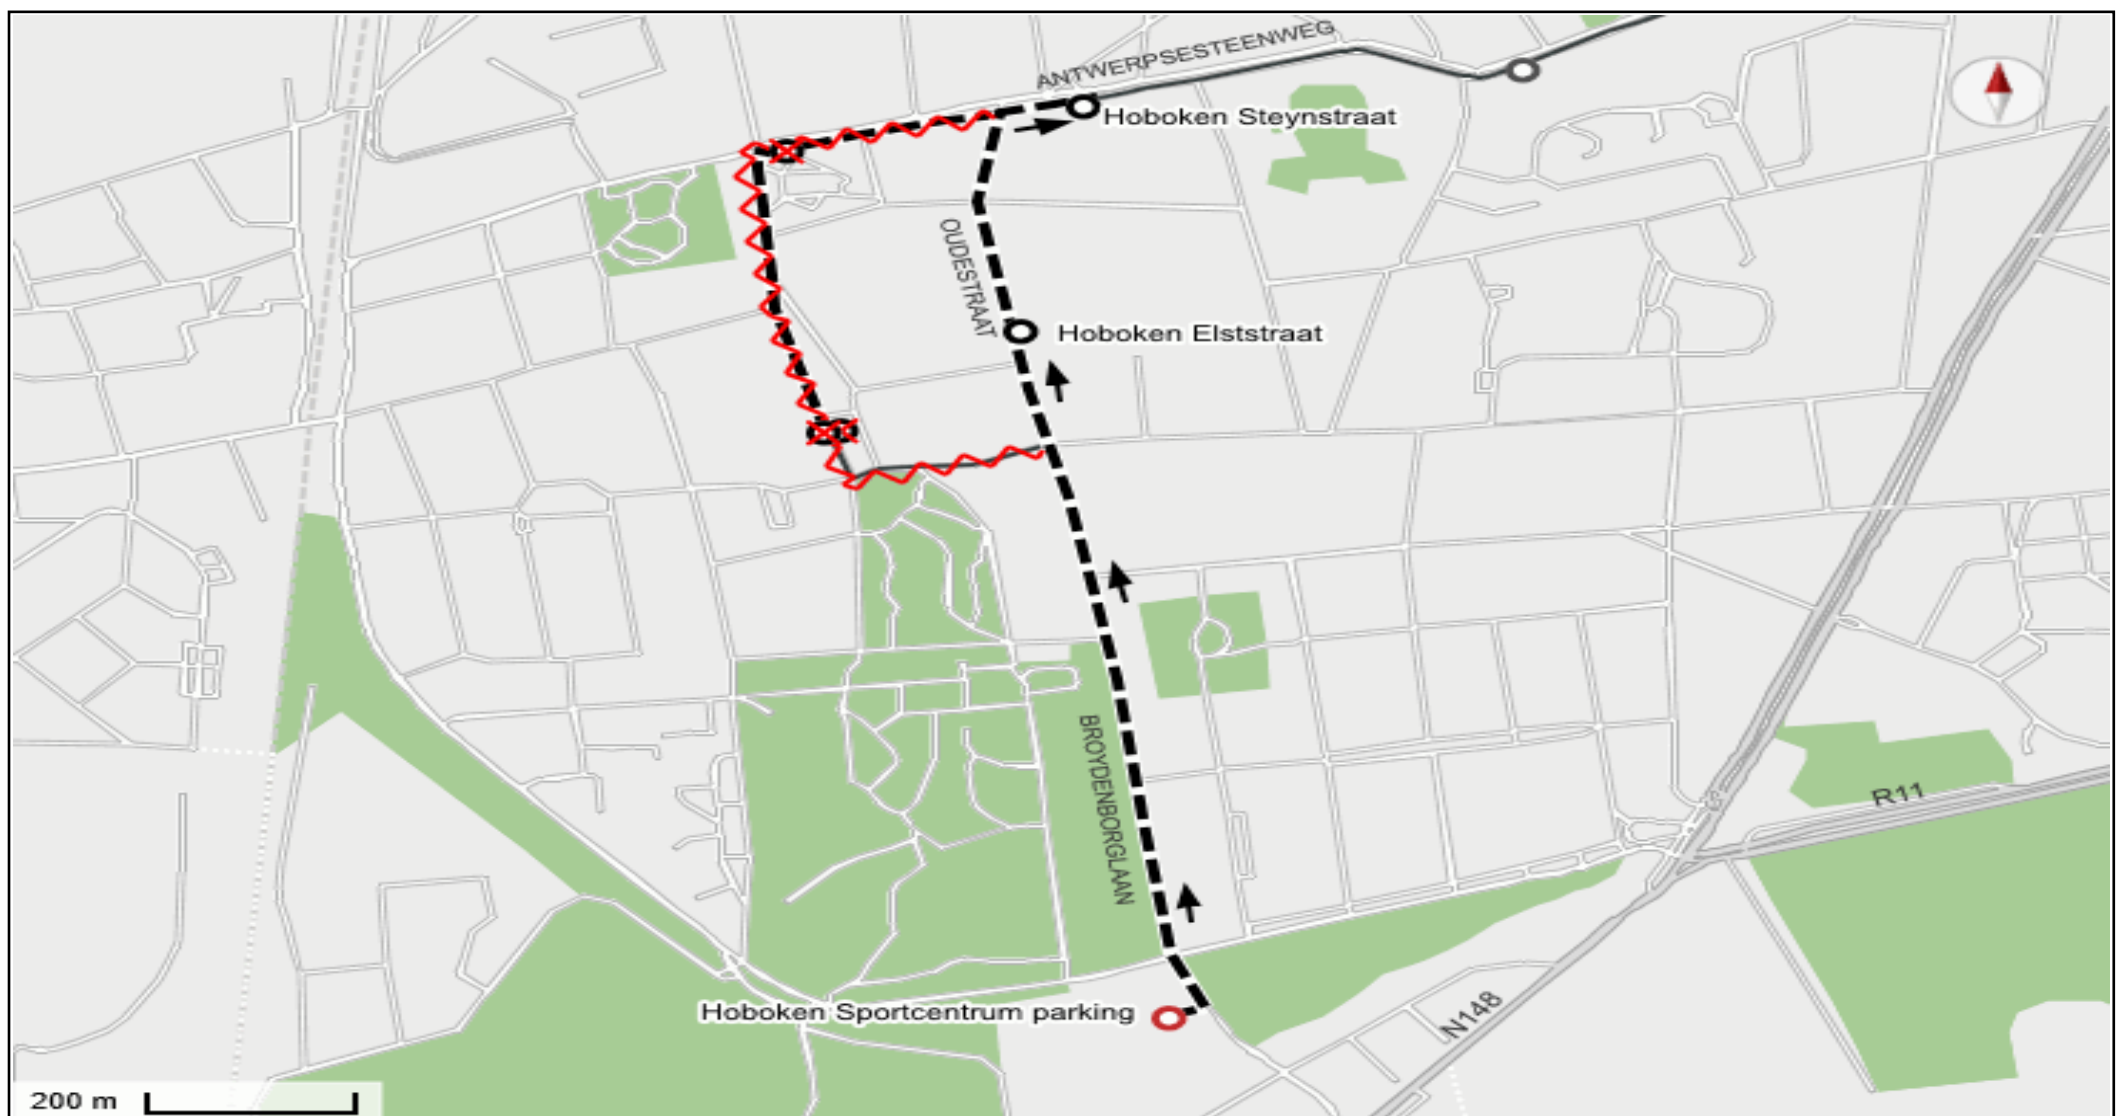 ANTWERPSESTEENWEG
Hoboken Steynstraat
OUDESTRAAT
Hoboken Elststraat
BROYDENBORGLAAN
R11
Hoboken Sportcentrum parking
N148
200 m